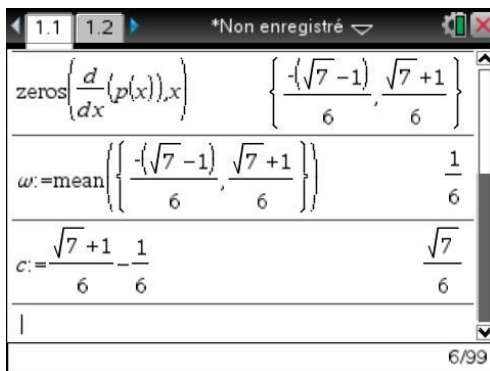 1.1 1.2 *Non enregistré
zeros(d/dx(p(x)),x) {-(√7-1)/6, (√7+1)/6}
ω:=mean({-(√7-1)/6, (√7+1)/6}) 1/6
c:=(√7+1)/6-1/6 √7/6
6/99